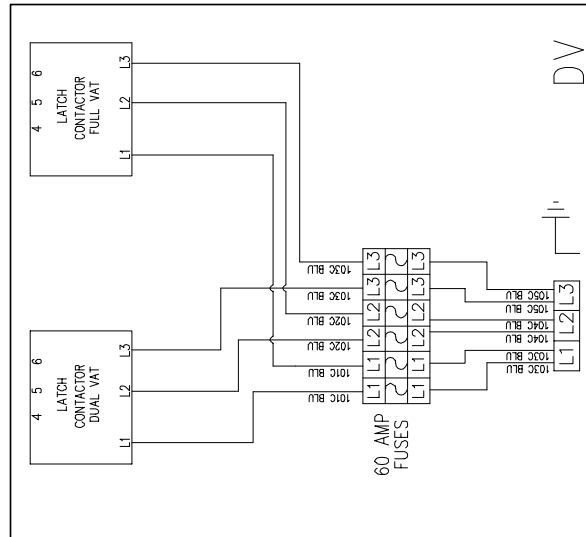 6
5
4
LATCH
CONTACTOR
FULL VAT
L3
L2
L1
6
5
4
LATCH
CONTACTOR
DUAL VAT
L3
L2
L1
103C BLU
103C BLU
102C BLU
102C BLU
101C BLU
101C BLU
L3 L3
L3 L3
L2 L2
L2 L2
L1 L1
L1 L1
60 AMP
FUSES
105C BLU
105C BLU
104C BLU
104C BLU
103C BLU
103C BLU
L3
L2
L1
DV